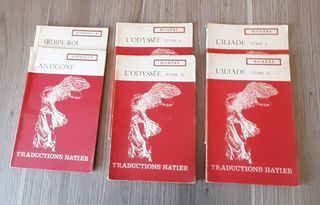 SOPHOCLE
ŒDIPE-ROI
SOPHOCLE
ANTIGONE
TRADUCTIONS HATIER
HOMÈRE
L'ODYSSÉE (TOME I)
HOMÈRE
L'ODYSSÉE (TOME II)
TRADUCTIONS HATIER
HOMÈRE
L'ILIADE (TOME I)
HOMÈRE
L'ILIADE (TOME II)
TRADUCTIONS HATIER